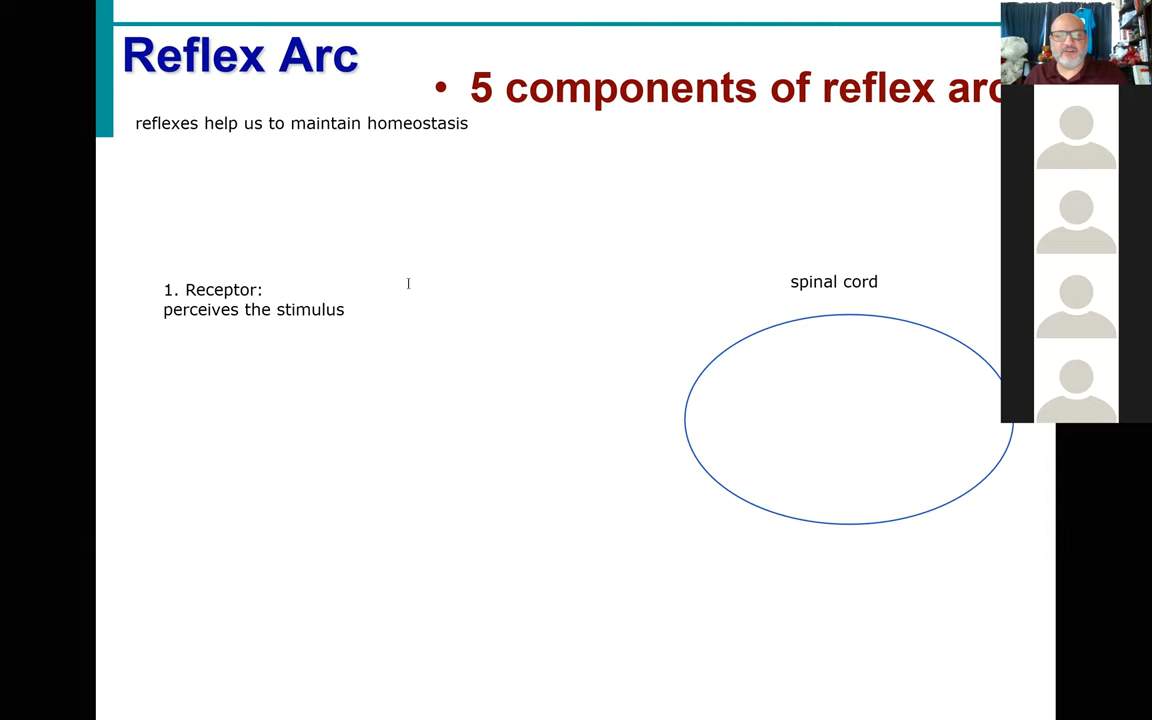 Reflex Arc
• 5 components of reflex arc
reflexes help us to maintain homeostasis
spinal cord
1. Receptor:
perceives the stimulus